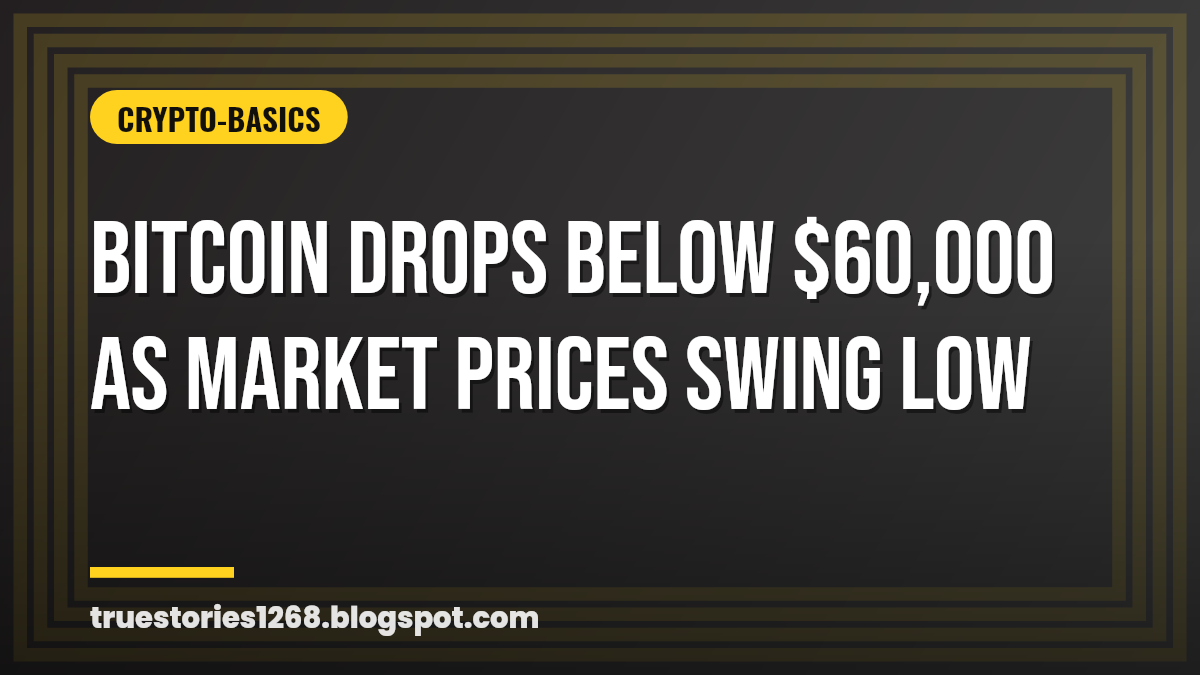 CRYPTO-BASICS
BITCOIN DROPS BELOW $60,000
AS MARKET PRICES SWING LOW
truestories1268.blogspot.com